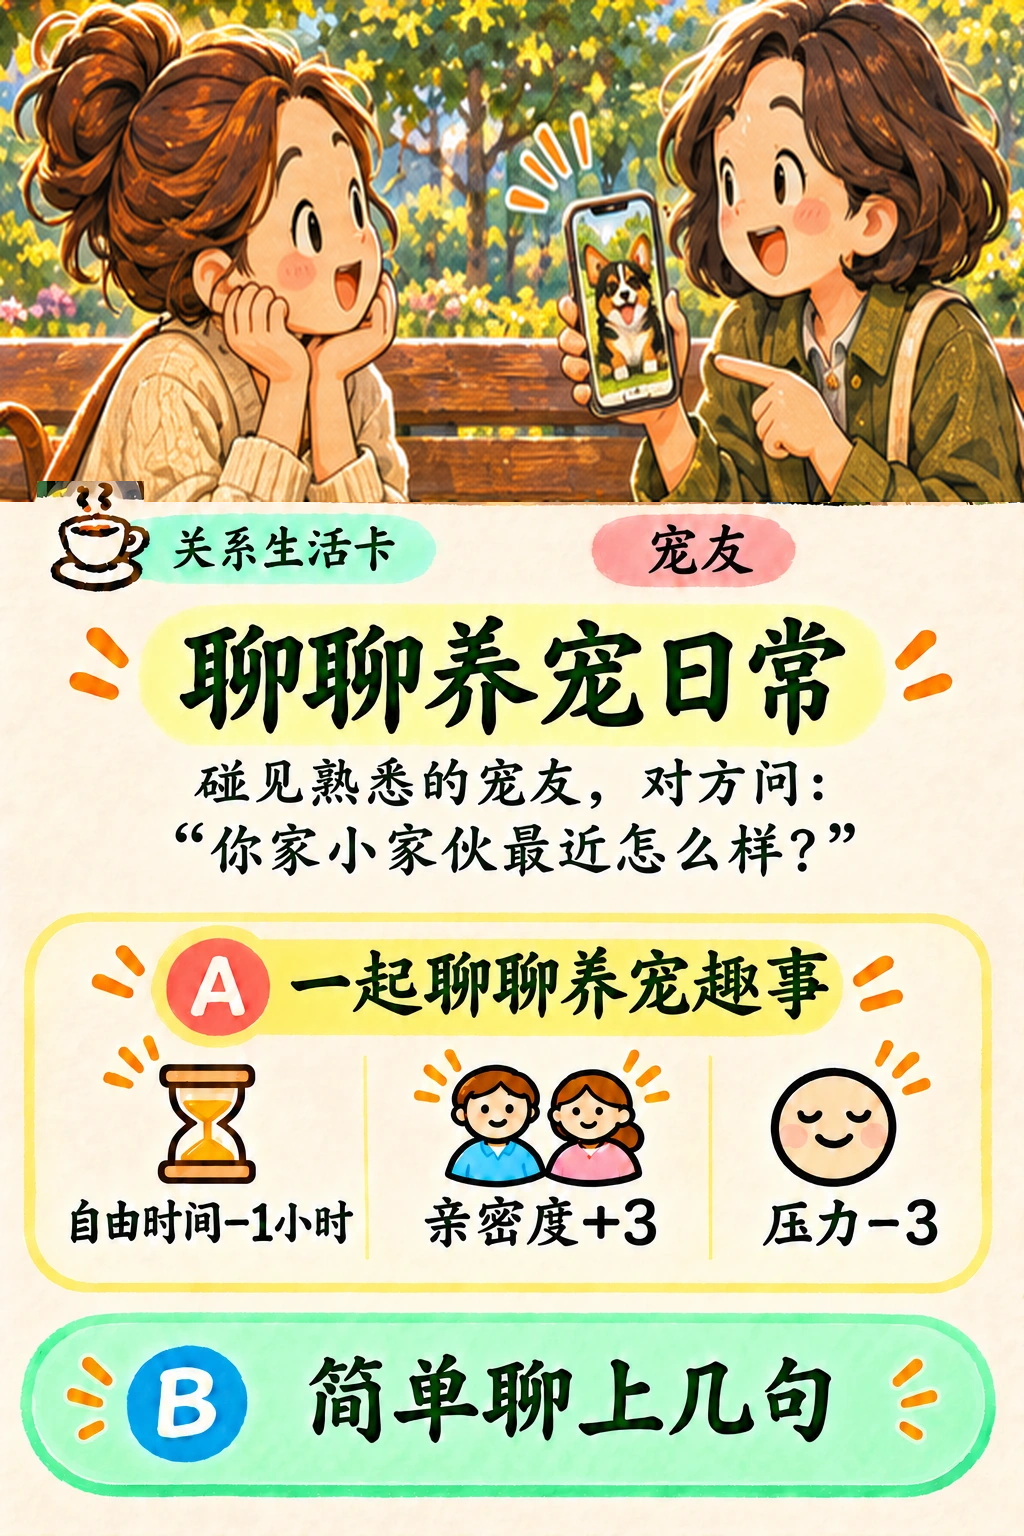 关系生活卡
宠友
聊聊养宠日常
碰见熟悉的宠友，对方问：
“你家小家伙最近怎么样？”
A 一起聊聊养宠趣事
自由时间-1小时
亲密度+3
压力-3
B 简单聊上几句